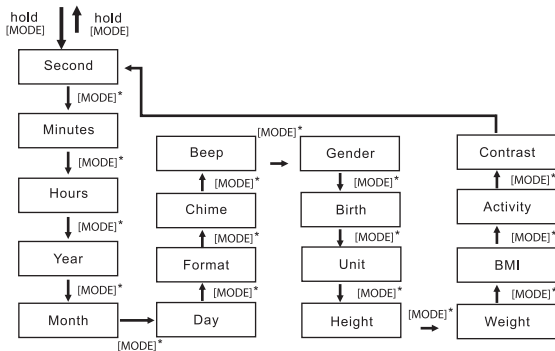 hold
[MODE]
hold
[MODE]
Second
[MODE]*
Minutes
[MODE]*
Hours
[MODE]*
Year
[MODE]*
Month
[MODE]*
Day
[MODE]*
Format
[MODE]*
Chime
[MODE]*
Beep
[MODE]*
Gender
[MODE]*
Birth
[MODE]*
Unit
[MODE]*
Height
[MODE]*
Weight
[MODE]*
BMI
[MODE]*
Activity
[MODE]*
Contrast